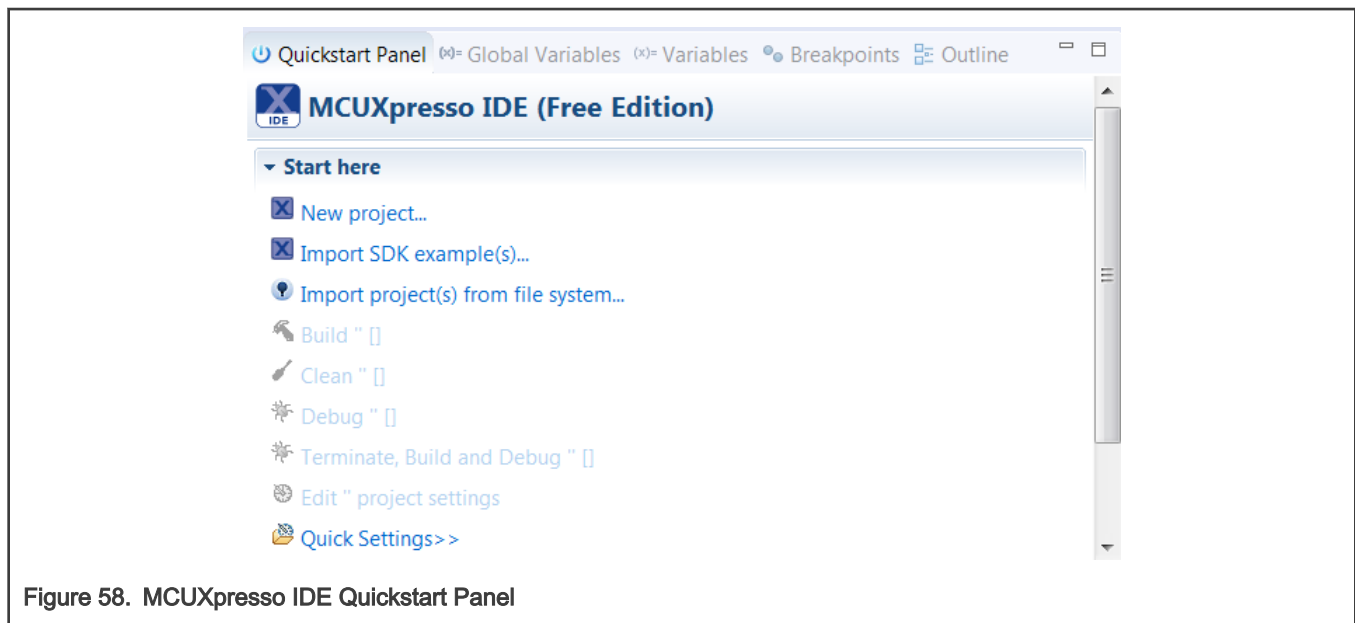 Quickstart Panel (x)= Global Variables (x)= Variables Breakpoints Outline
X IDE MCUXpresso IDE (Free Edition)
Start here
New project...
Import SDK example(s)...
Import project(s) from file system...
Build '' []
Clean '' []
Debug '' []
Terminate, Build and Debug '' []
Edit '' project settings
Quick Settings>>
Figure 58. MCUXpresso IDE Quickstart Panel